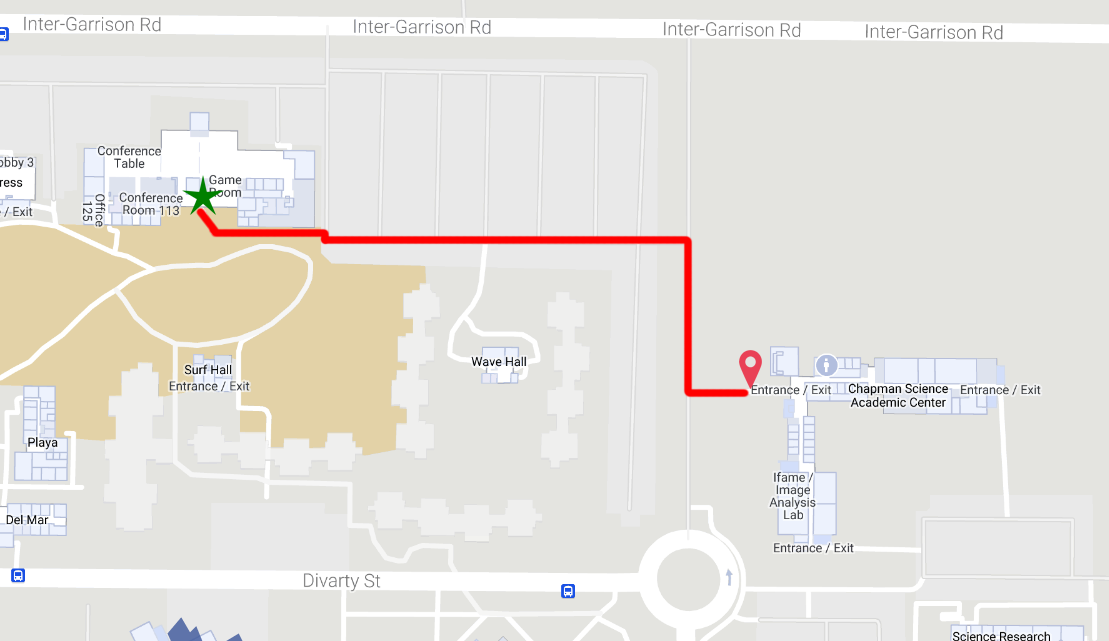 Inter-Garrison Rd
Inter-Garrison Rd
Inter-Garrison Rd
Inter-Garrison Rd
Conference
Table
obby 3
ress
/ Exit
Office
125
Conference
Room 113
Game
Room
Wave Hall
Surf Hall
Entrance / Exit
Entrance / Exit
Chapman Science
Academic Center
Entrance / Exit
Playa
Ifame /
Image
Analysis
Lab
Del Mar
Entrance / Exit
Divarty St
Science Research